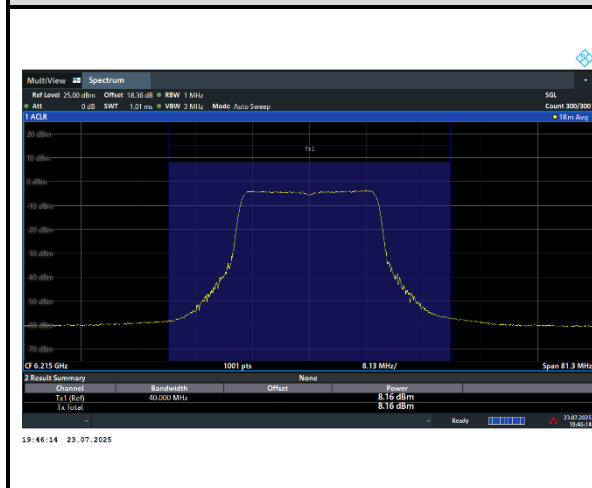 MultiView Spectrum
Ref Level 25.00 dBm Offset 18.36 dB RBW 1 MHz SGL
Att 0 dB SWT 1.01 ms VBW 3 MHz Mode Auto Sweep Count 300/300
1 ACLR 1Rm Avg
20 dBm
Tx1
10 dBm
0 dBm
-10 dBm
-20 dBm
30 dBm
40 dBm
50 dBm
60 dBm
70 dBm
CF 6.215 GHz 1001 pts 8.13 MHz/ Span 81.3 MHz
2 Result Summary None
Channel Bandwidth Offset Power
Tx1 (Ref) 40.000 MHz 8.16 dBm
Tx Total 8.16 dBm
Ready 23.07.2025
19:46:14
19:46:14 23.07.2025